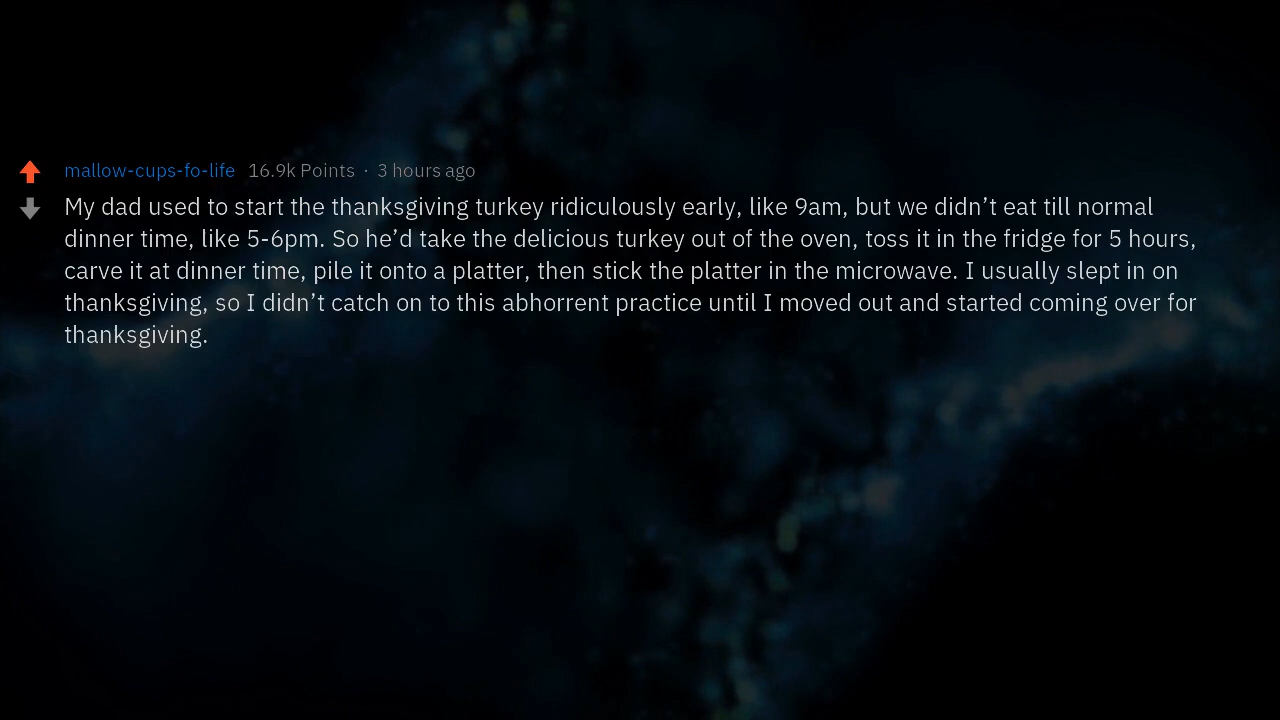 mallow-cups-fo-life 16.9k Points · 3 hours ago
My dad used to start the thanksgiving turkey ridiculously early, like 9am, but we didn’t eat till normal
dinner time, like 5-6pm. So he’d take the delicious turkey out of the oven, toss it in the fridge for 5 hours,
carve it at dinner time, pile it onto a platter, then stick the platter in the microwave. I usually slept in on
thanksgiving, so I didn’t catch on to this abhorrent practice until I moved out and started coming over for
thanksgiving.